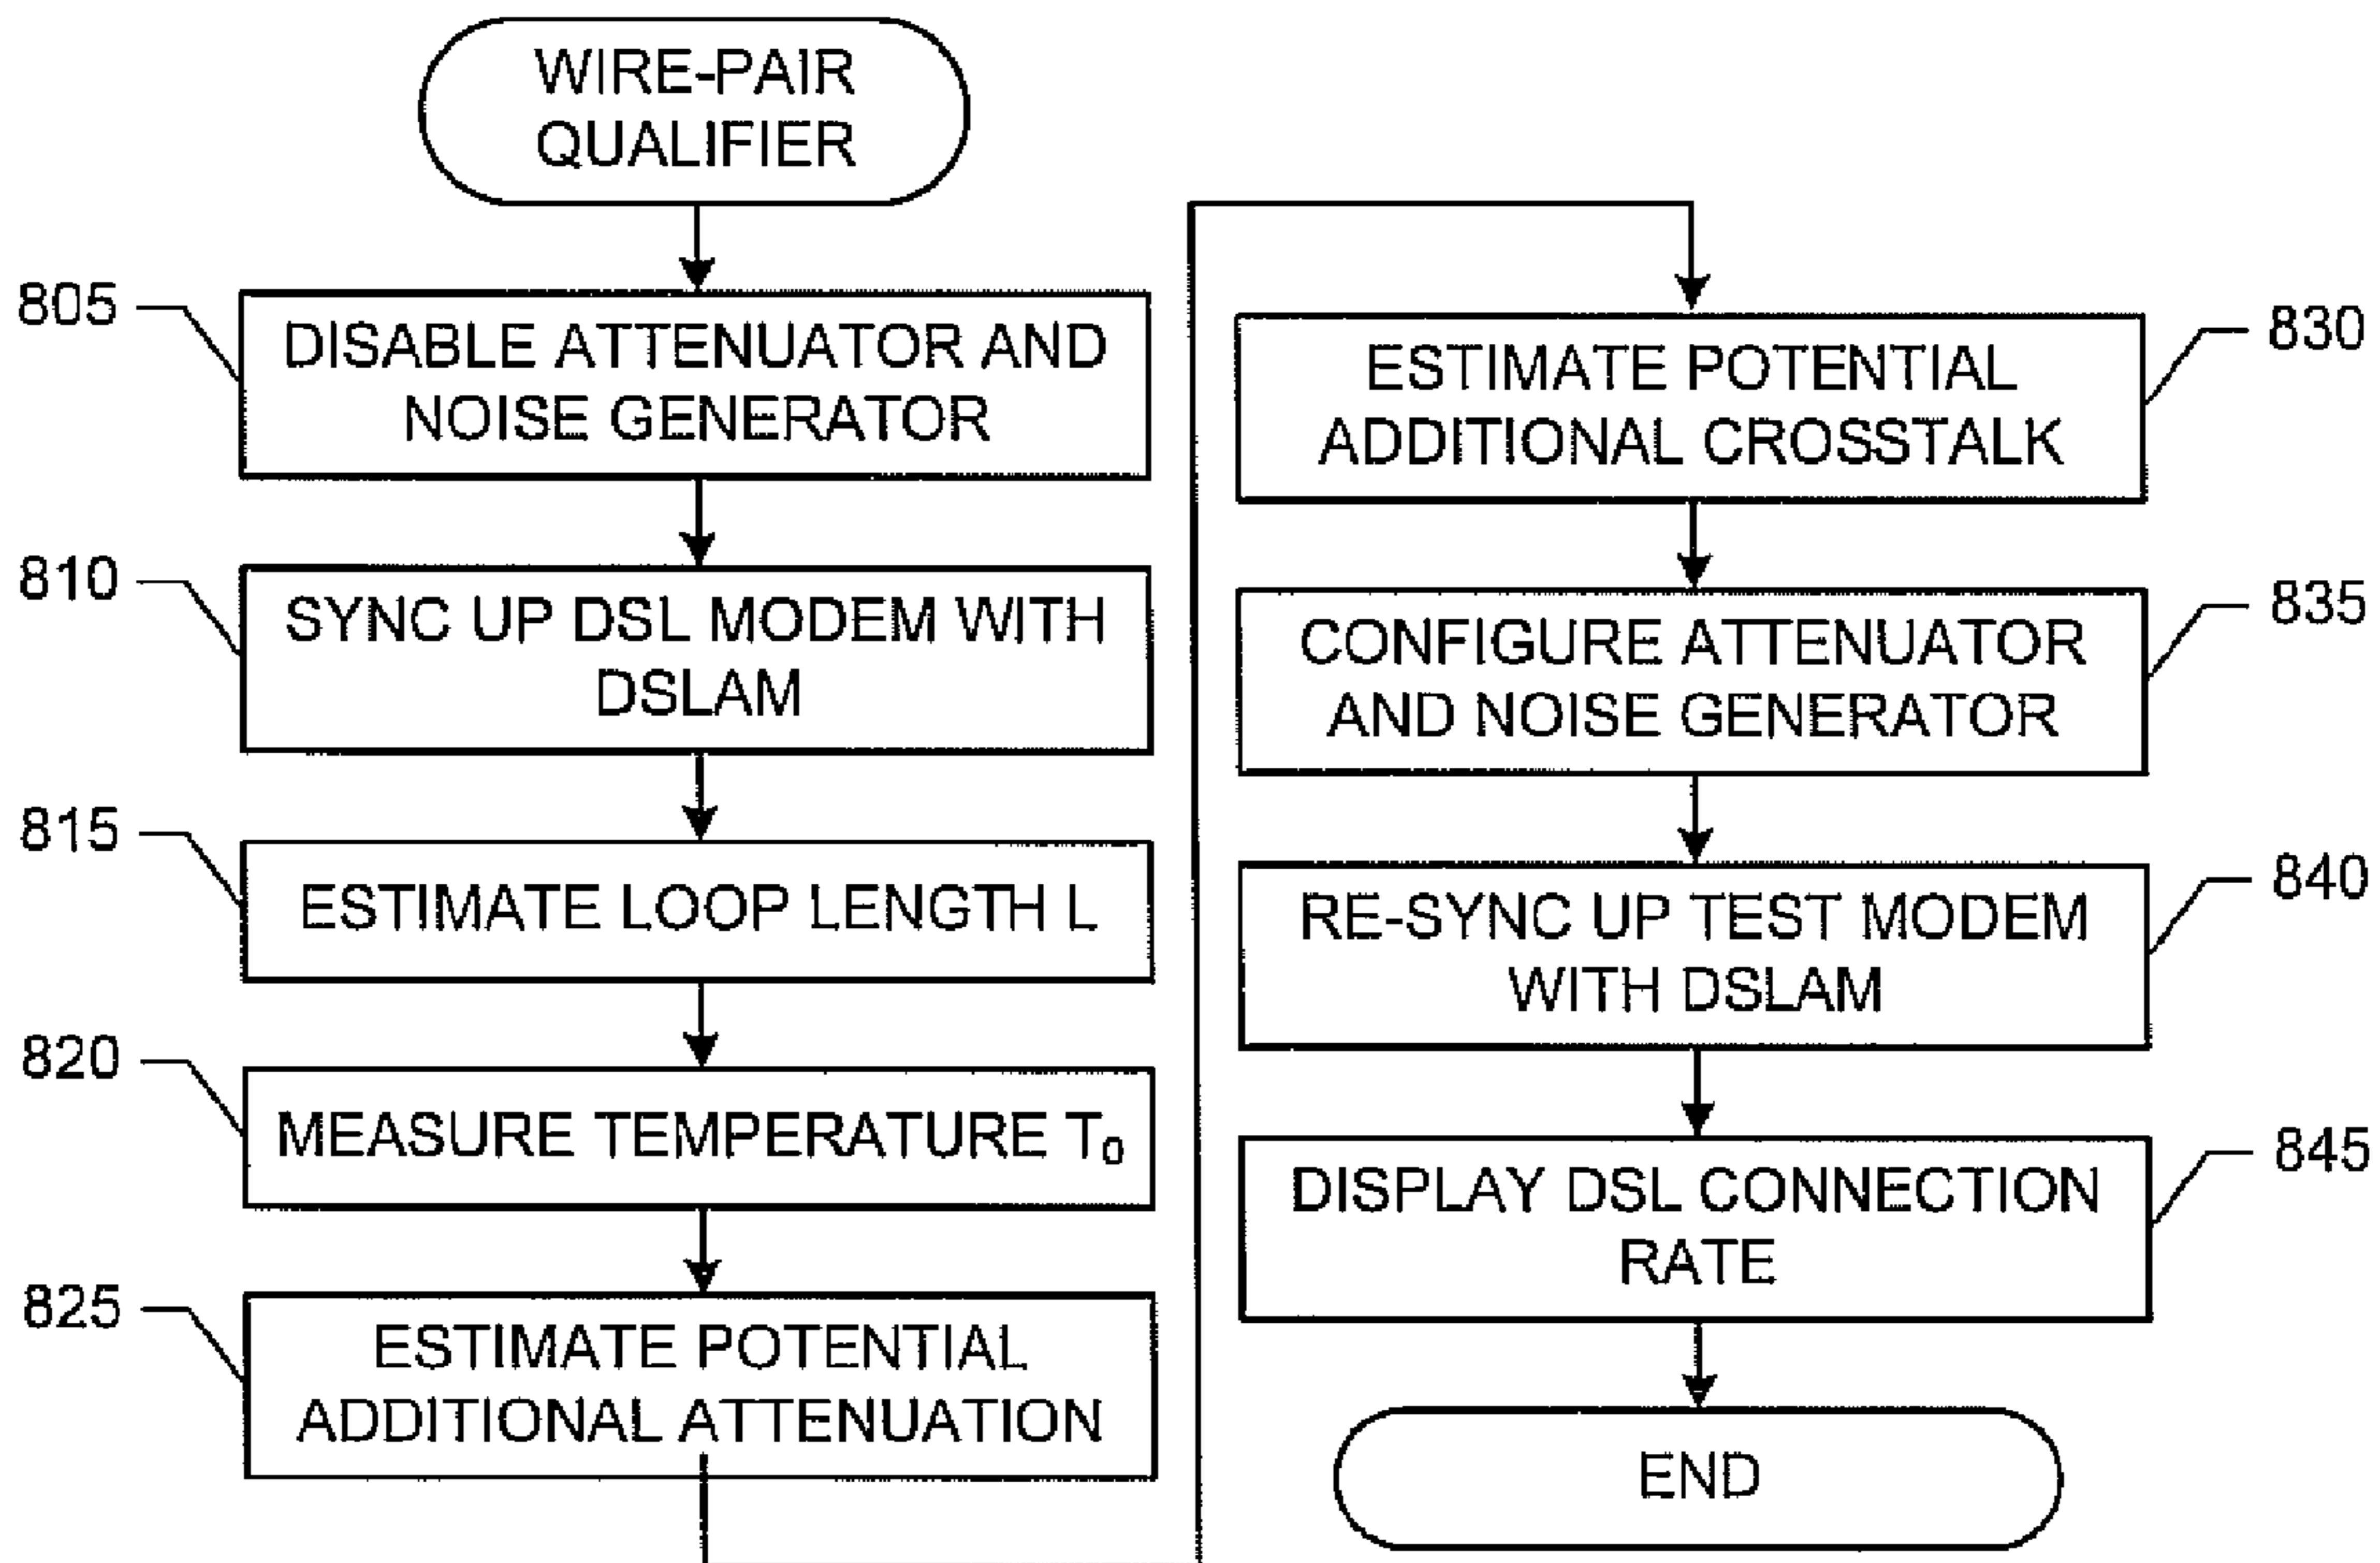 WIRE-PAIR
QUALIFIER
805
DISABLE ATTENUATOR AND
NOISE GENERATOR
810
SYNC UP DSL MODEM WITH
DSLAM
815
ESTIMATE LOOP LENGTH L
820
MEASURE TEMPERATURE T₀
825
ESTIMATE POTENTIAL
ADDITIONAL ATTENUATION
830
ESTIMATE POTENTIAL
ADDITIONAL CROSSTALK
835
CONFIGURE ATTENUATOR
AND NOISE GENERATOR
840
RE-SYNC UP TEST MODEM
WITH DSLAM
845
DISPLAY DSL CONNECTION
RATE
END